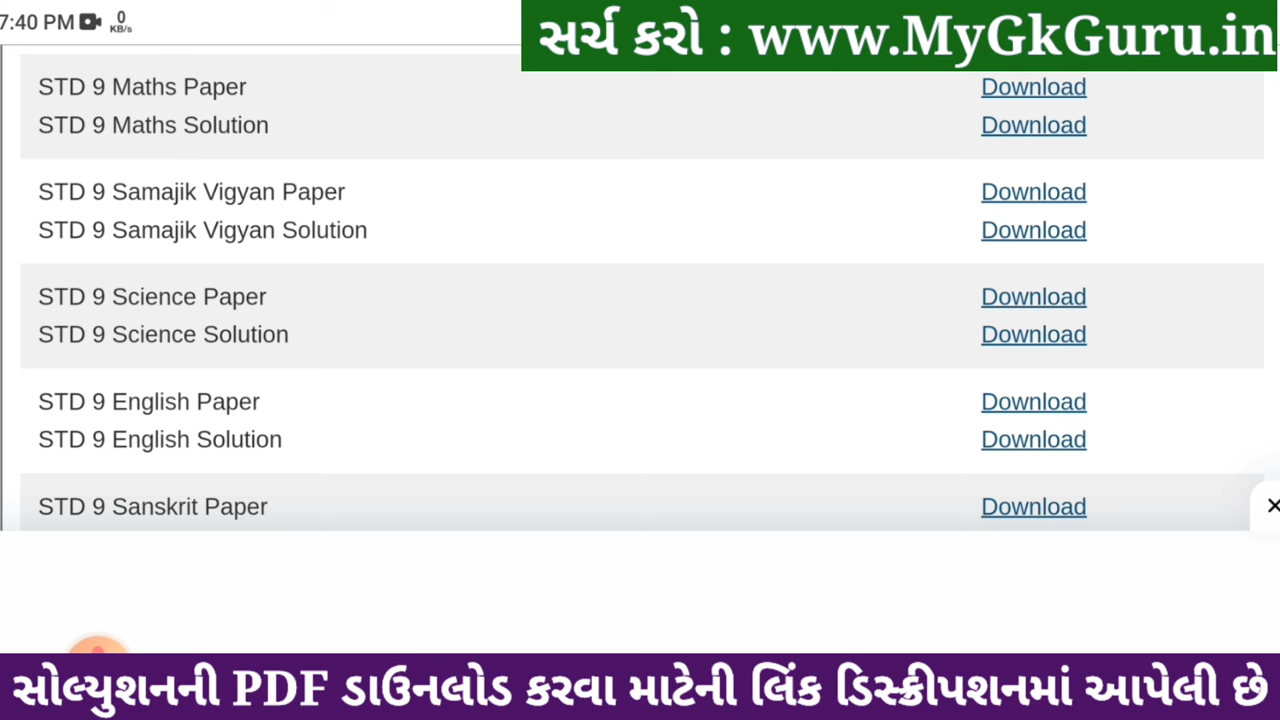 7:40 PM 0 KB/s
સર્ચ કરો : www.MyGkGuru.in
STD 9 Maths Paper Download
STD 9 Maths Solution Download
STD 9 Samajik Vigyan Paper Download
STD 9 Samajik Vigyan Solution Download
STD 9 Science Paper Download
STD 9 Science Solution Download
STD 9 English Paper Download
STD 9 English Solution Download
STD 9 Sanskrit Paper Download
સોલ્યુશનની PDF ડાઉનલોડ કરવા માટેની લિંક ડિસ્ક્રીપશનમાં આપેલી છે